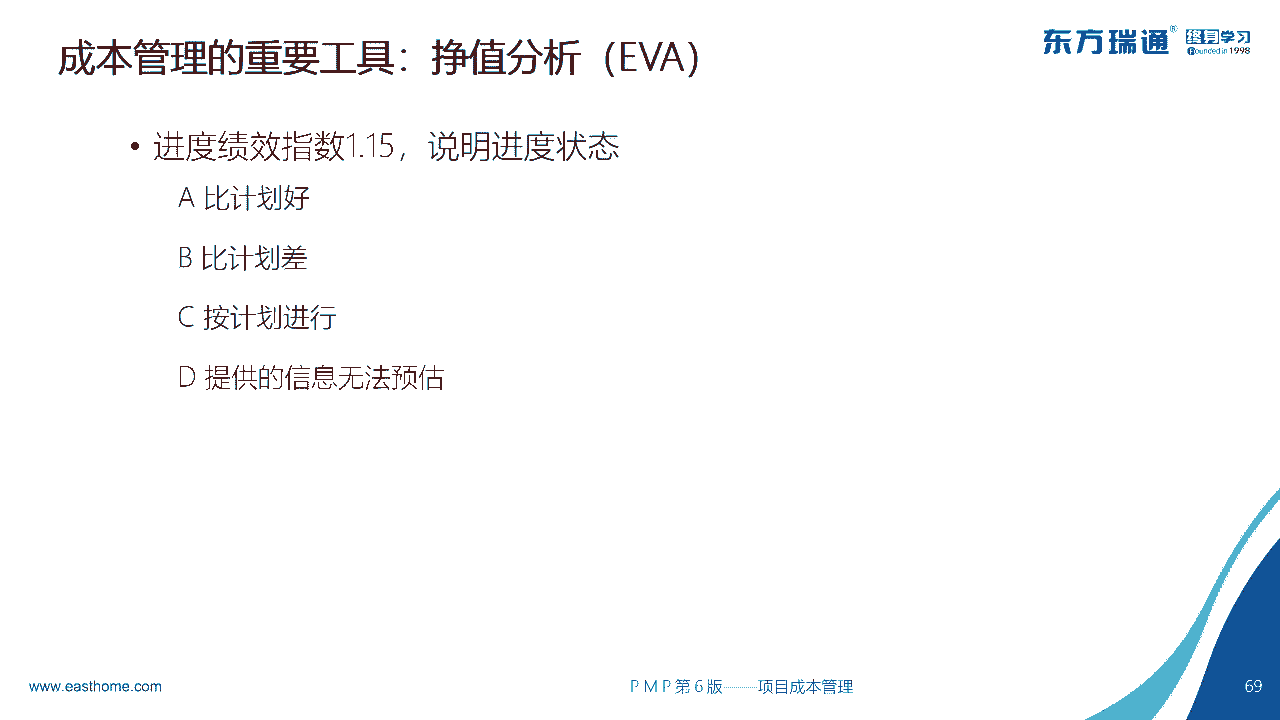 成本管理的重要工具：挣值分析（EVA）
东方瑞通® 终身学习
Founded in 1998
• 进度绩效指数1.15，说明进度状态
A 比计划好
B 比计划差
C 按计划进行
D 提供的信息无法预估
www.easthome.com
PMP第6版———项目成本管理
69